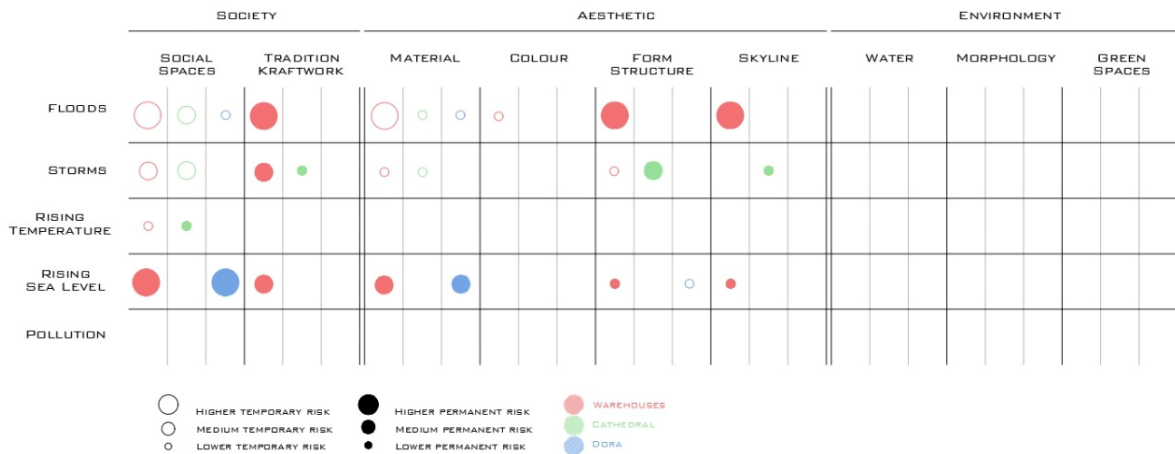 SOCIETY AESTHETIC ENVIRONMENT
SOCIAL SPACES TRADITION KRAFTWORK MATERIAL COLOUR FORM STRUCTURE SKYLINE WATER MORPHOLOGY GREEN SPACES
FLOODS
STORMS
RISING
TEMPERATURE
RISING
SEA LEVEL
POLLUTION
HIGHER TEMPORARY RISK HIGHER PERMANENT RISK WAREHOUSES
MEDIUM TEMPORARY RISK MEDIUM PERMANENT RISK CATHEDRAL
LOWER TEMPORARY RISK LOWER PERMANENT RISK DORA